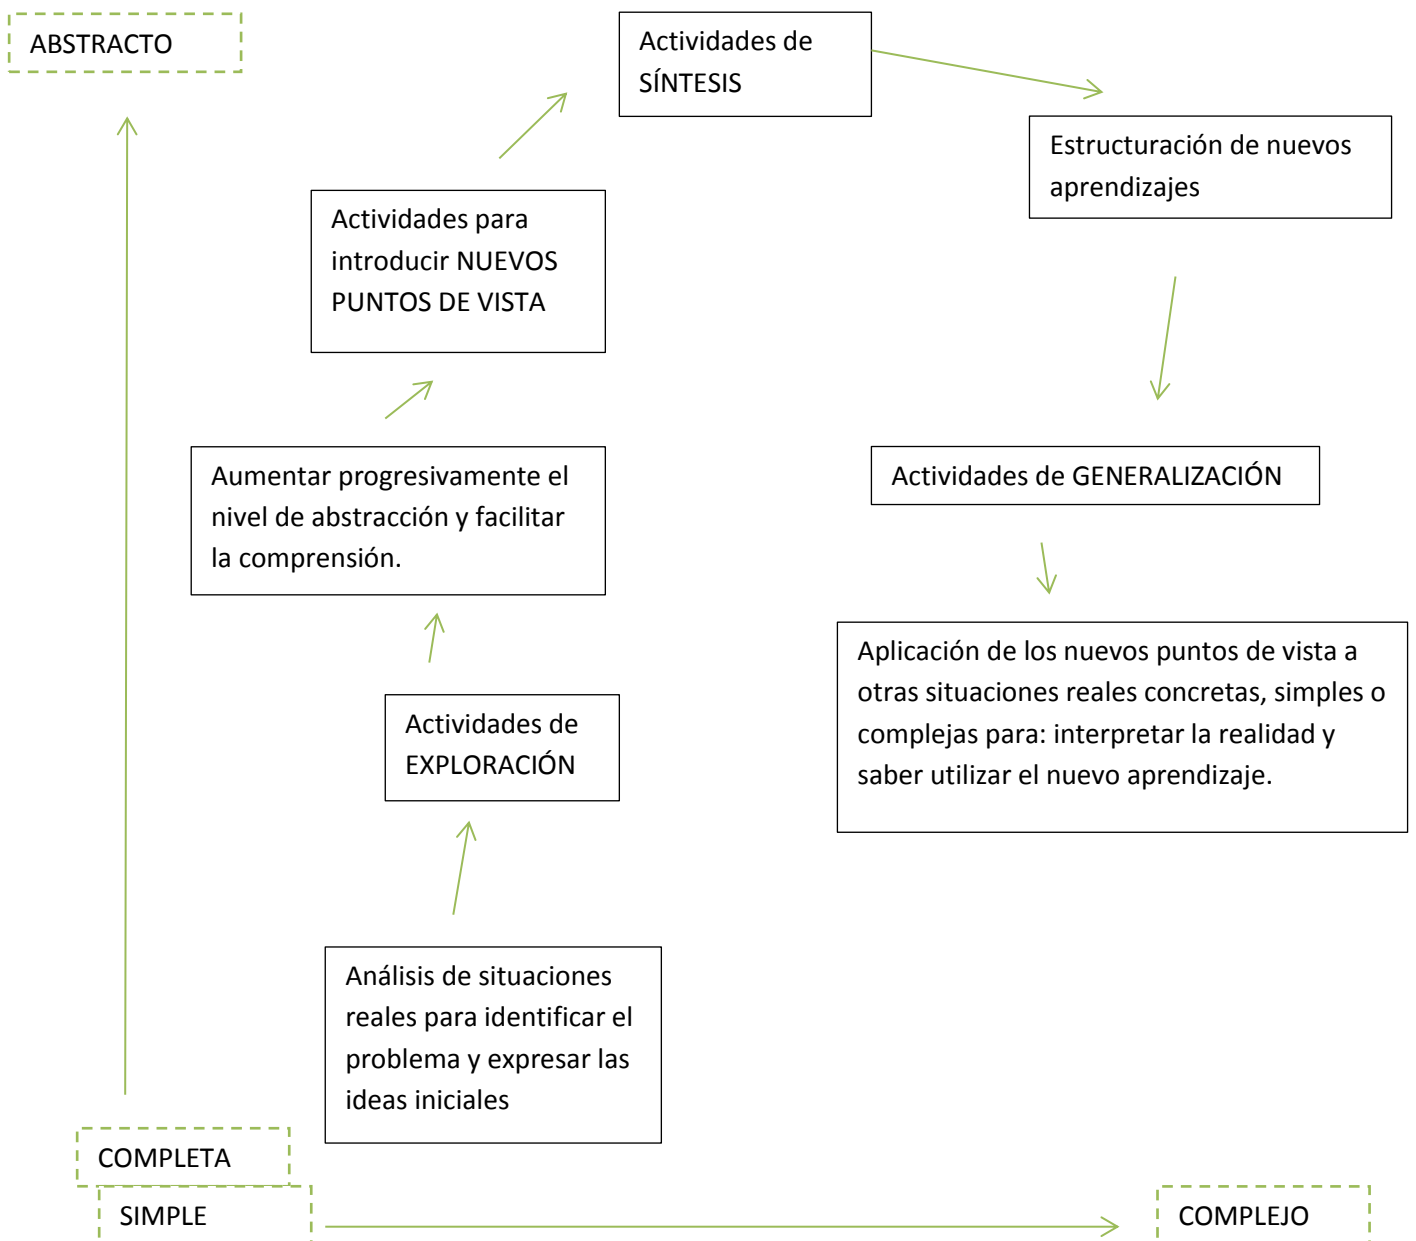 ABSTRACTO
Actividades de
SÍNTESIS
Estructuración de nuevos
aprendizajes
Actividades para
introducir NUEVOS
PUNTOS DE VISTA
Aumentar progresivamente el
nivel de abstracción y facilitar
la comprensión.
Actividades de GENERALIZACIÓN
Actividades de
EXPLORACIÓN
Aplicación de los nuevos puntos de vista a
otras situaciones reales concretas, simples o
complejas para: interpretar la realidad y
saber utilizar el nuevo aprendizaje.
Análisis de situaciones
reales para identificar el
problema y expresar las
ideas iniciales
COMPLETA
SIMPLE
COMPLEJO